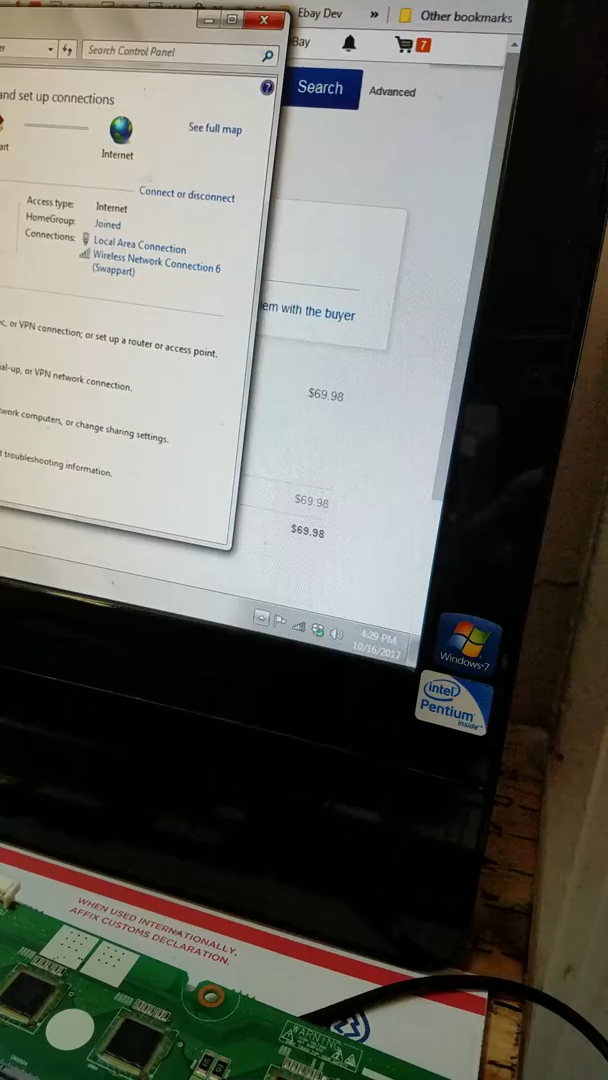 Ebay Dev
»
Other bookmarks
Search Control Panel
Bay
7
and set up connections
Search
Advanced
See full map
Internet
Connect or disconnect
Access type:
Internet
HomeGroup:
Joined
Connections:
Local Area Connection
Wireless Network Connection 6
(Swappart)
em with the buyer
or VPN connection; or set up a router or access point.
or VPN network connection.
work computers, or change sharing settings.
troubleshooting information.
$69.98
$69.98
$69.98
4:29 PM
10/16/2017
Windows 7
intel
Pentium
inside™
WHEN USED INTERNATIONALLY,
AFFIX CUSTOMS DECLARATION.
WARNING